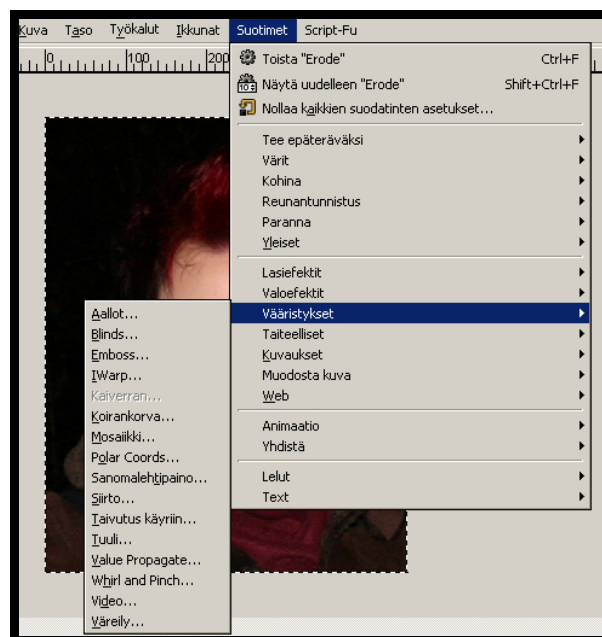 Kuva Taso Työkalut Ikkunat Suotimet Script-Fu
0 100 200
Toista "Erode" Ctrl+F
Näytä uudelleen "Erode" Shift+Ctrl+F
Nollaa kaikkien suodatinten asetukset...
Tee epäteräväksi
Värit
Kohina
Reunantunnistus
Paranna
Yleiset
Lasiefektit
Valoefektit
Vääristykset
Taiteelliset
Kuvaukset
Muodosta kuva
Web
Animaatio
Yhdistä
Lelut
Text
Aallot...
Blinds...
Emboss...
IWarp...
Kaiverran...
Koirankorva...
Mosaiikki...
Polar Coords...
Sanomalehtipaino...
Siirto...
Taivutus käyriin...
Tuuli...
Value Propagate...
Whirl and Pinch...
Video...
Väreily...